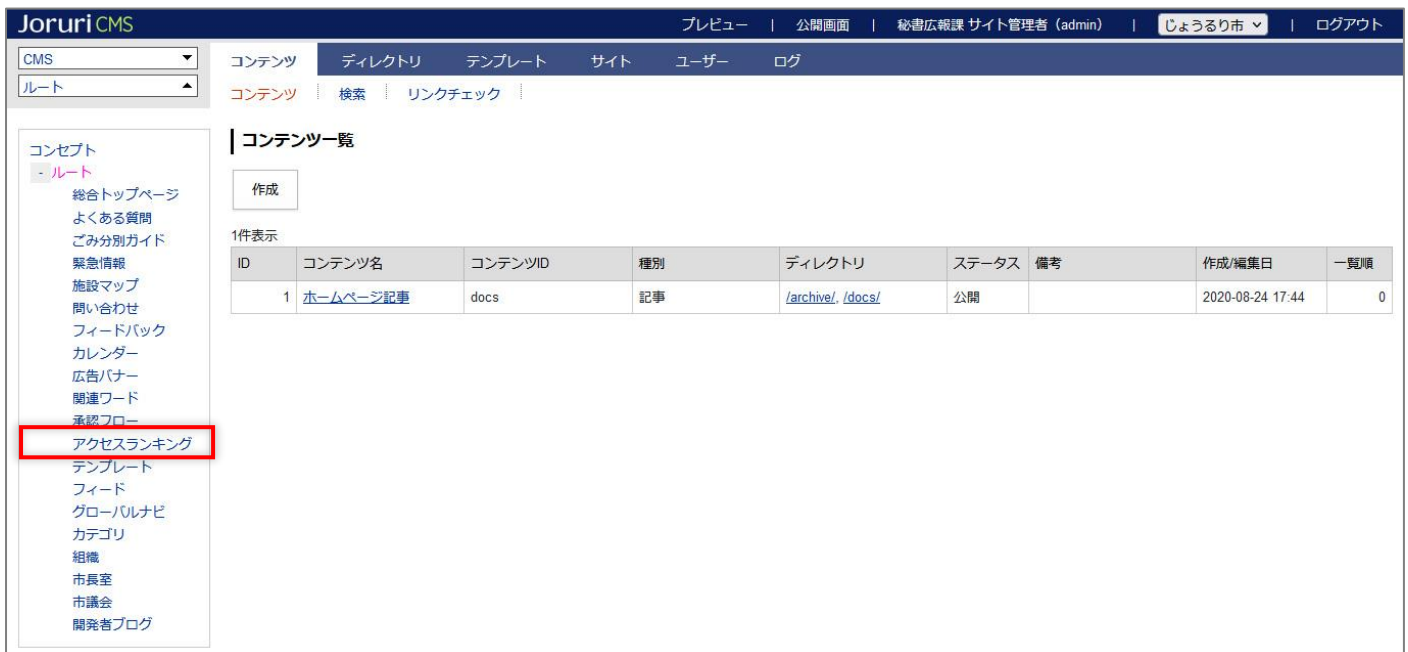 Joruri CMS プレビュー | 公開画面 | 秘書広報課 サイト管理者（admin） | じょうるり市 | ログアウト
CMS
ルート
コンテンツ ディレクトリ テンプレート サイト ユーザー ログ
コンテンツ 検索 リンクチェック
コンセプト
- ルート
総合トップページ
よくある質問
ごみ分別ガイド
緊急情報
施設マップ
問い合わせ
フィードバック
カレンダー
広告バナー
関連ワード
承認フロー
アクセスランキング
テンプレート
フィード
グローバルナビ
カテゴリ
組織
市長室
市議会
開発者ブログ
コンテンツ一覧
作成
1件表示
ID コンテンツ名 コンテンツID 種別 ディレクトリ ステータス 備考 作成/編集日 一覧順
1 ホームページ記事 docs 記事 /archive/, /docs/ 公開 2020-08-24 17:44 0